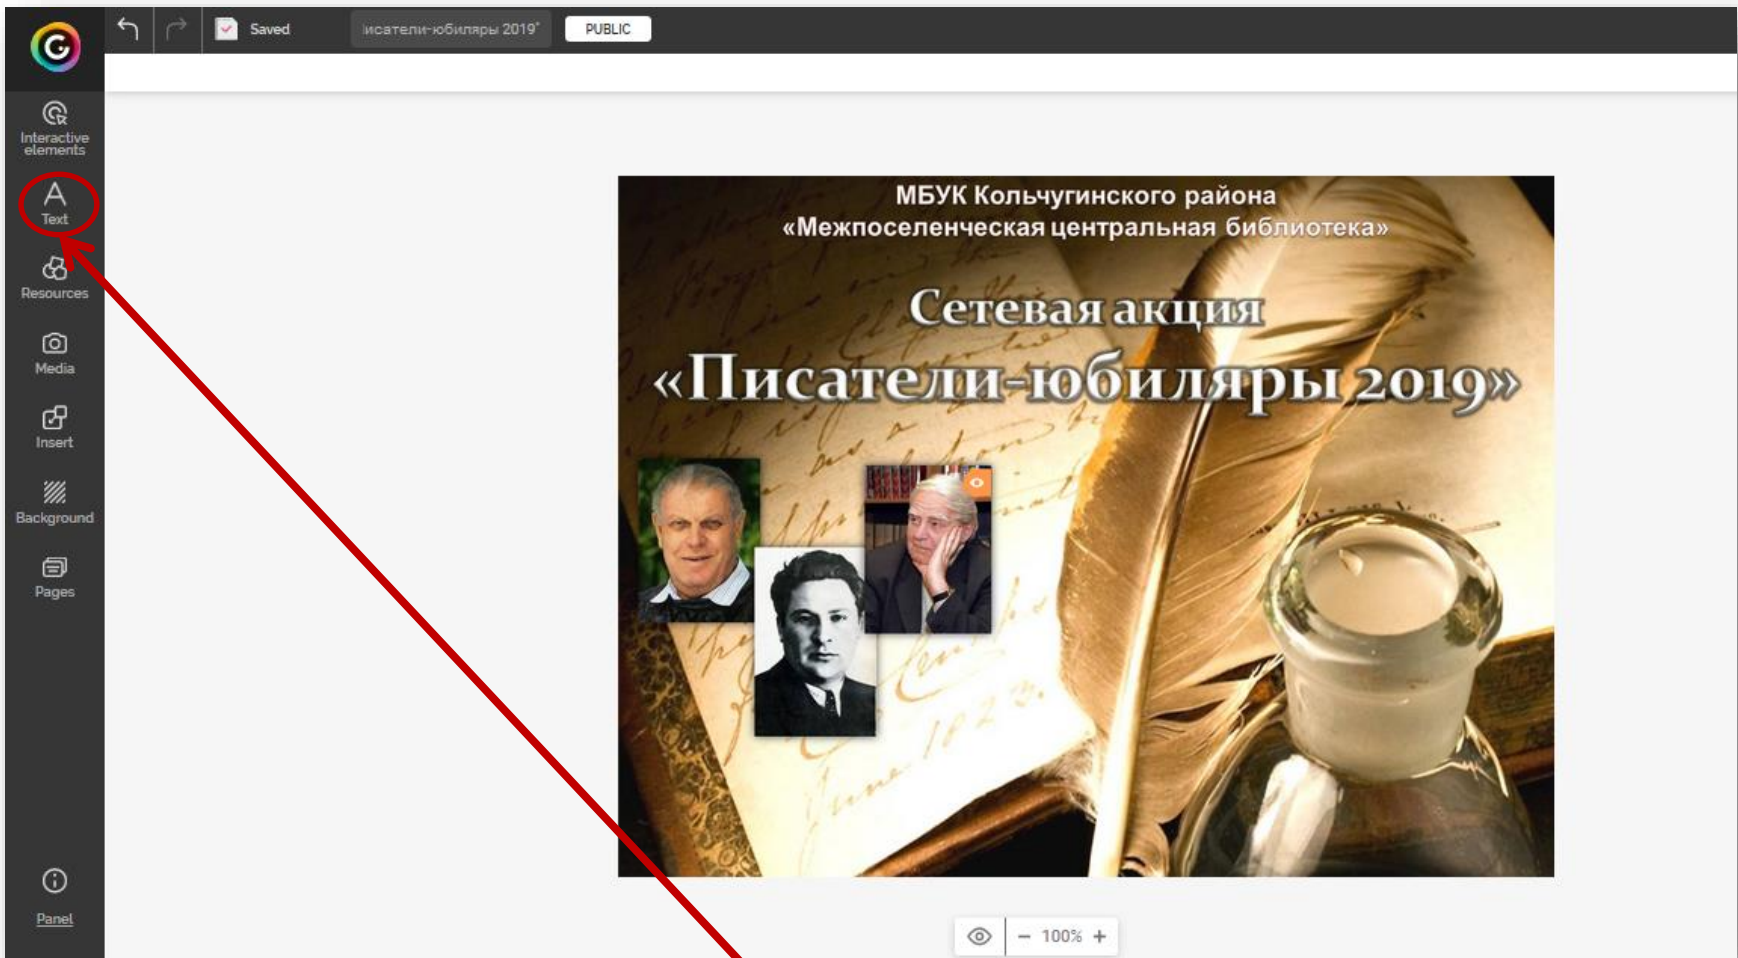 Saved
исатели-юбиляры 2019"
PUBLIC
Interactive
elements
Text
Resources
Media
Insert
Background
Pages
Panel
МБУК Кольчугинского района
«Межпоселенческая центральная библиотека»
Сетевая акция
«Писатели-юбиляры 2019»
100%